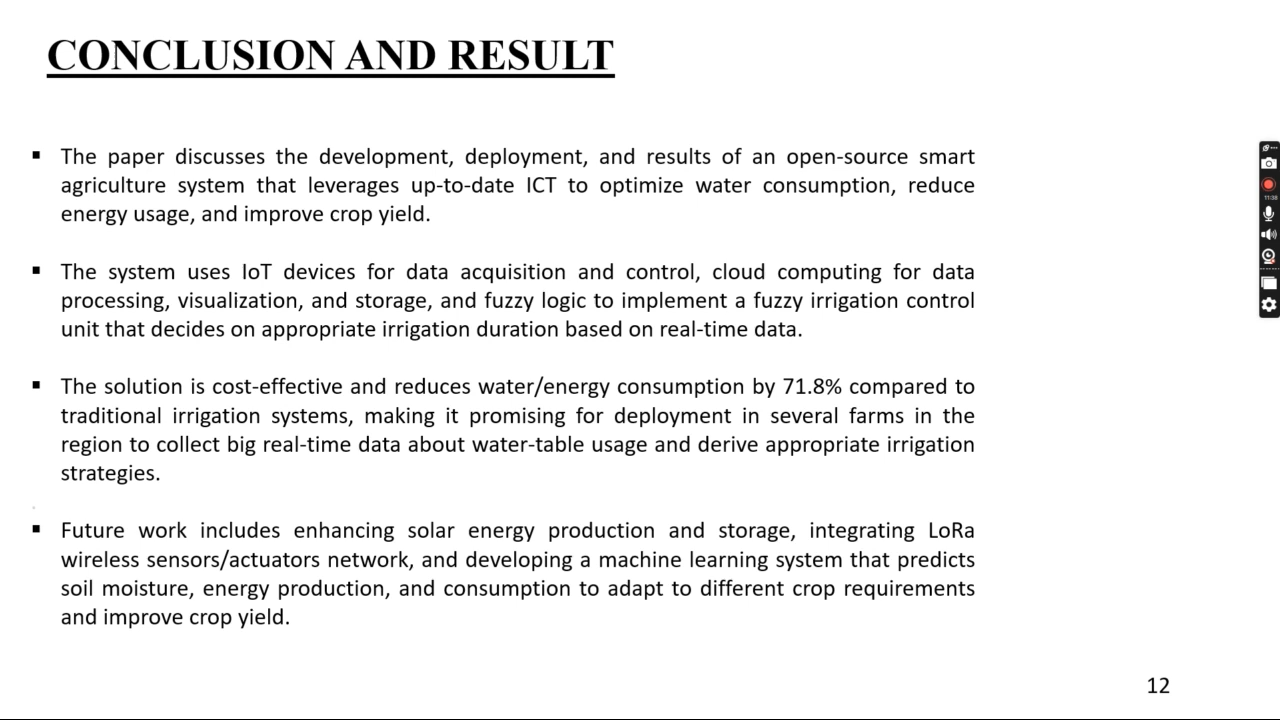 CONCLUSION AND RESULT
▪ The paper discusses the development, deployment, and results of an open-source smart
agriculture system that leverages up-to-date ICT to optimize water consumption, reduce
energy usage, and improve crop yield.
▪ The system uses IoT devices for data acquisition and control, cloud computing for data
processing, visualization, and storage, and fuzzy logic to implement a fuzzy irrigation control
unit that decides on appropriate irrigation duration based on real-time data.
▪ The solution is cost-effective and reduces water/energy consumption by 71.8% compared to
traditional irrigation systems, making it promising for deployment in several farms in the
region to collect big real-time data about water-table usage and derive appropriate irrigation
strategies.
▪ Future work includes enhancing solar energy production and storage, integrating LoRa
wireless sensors/actuators network, and developing a machine learning system that predicts
soil moisture, energy production, and consumption to adapt to different crop requirements
and improve crop yield.
12